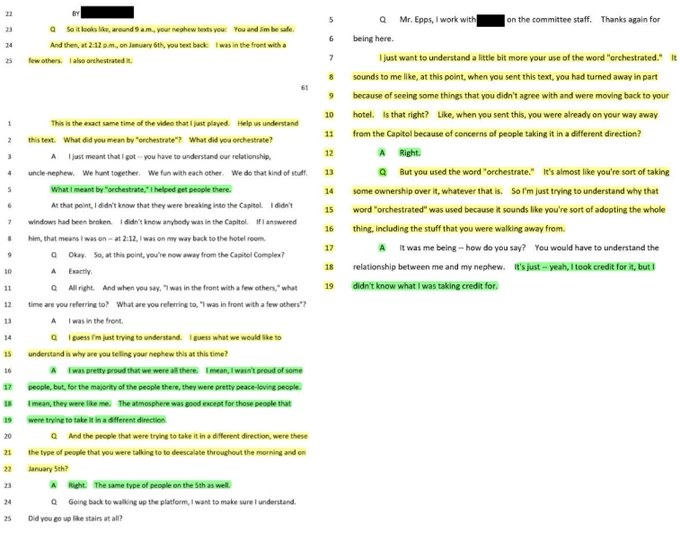 22 BY
23 Q So it looks like, around 9 a.m., your nephew texts you: You and Jim be safe.
24 And then, at 2:12 p.m., on January 6th, you text back: I was in the front with a
25 few others. I also orchestrated it.
61
1 This is the exact same time of the video that I just played. Help us understand
2 this text. What did you mean by "orchestrate"? What did you orchestrate?
3 A I just meant that I got -- you have to understand our relationship,
4 uncle-nephew. We hunt together. We fun with each other. We do that kind of stuff.
5 What I meant by "orchestrate," I helped get people there.
6 At that point, I didn't know that they were breaking into the Capitol. I didn't
7 windows had been broken. I didn't know anybody was in the Capitol. If I answered
8 him, that means I was on -- at 2:12, I was on my way back to the hotel room.
9 Q Okay. So, at this point, you're now away from the Capitol Complex?
10 A Exactly.
11 Q All right. And when you say, "I was in the front with a few others," what
12 time are you referring to? What are you referring to, "I was in front with a few others"?
13 A I was in the front.
14 Q I guess I'm just trying to understand. I guess what we would like to
15 understand is why are you telling your nephew this at this time?
16 A I was pretty proud that we were all there. I mean, I wasn't proud of some
17 people, but, for the majority of the people there, they were pretty peace-loving people.
18 I mean, they were like me. The atmosphere was good except for those people that
19 were trying to take it in a different direction.
20 Q And the people that were trying to take it in a different direction, were these
21 the type of people that you were talking to to deescalate throughout the morning and on
22 January 5th?
23 A Right. The same type of people on the 5th as well.
24 Q Going back to walking up the platform, I want to make sure I understand.
25 Did you go up like stairs at all?
5 Q Mr. Epps, I work with on the committee staff. Thanks again for
6 being here.
7 I just want to understand a little bit more your use of the word "orchestrated." It
8 sounds to me like, at this point, when you sent this text, you had turned away in part
9 because of seeing some things that you didn't agree with and were moving back to your
10 hotel. Is that right? Like, when you sent this, you were already on your way away
11 from the Capitol because of concerns of people taking it in a different direction?
12 A Right.
13 Q But you used the word "orchestrate." It's almost like you're sort of taking
14 some ownership over it, whatever that is. So I'm just trying to understand why that
15 word "orchestrated" was used because it sounds like you're sort of adopting the whole
16 thing, including the stuff that you were walking away from.
17 A It was me being -- how do you say? You would have to understand the
18 relationship between me and my nephew. It's just -- yeah, I took credit for it, but I
19 didn't know what I was taking credit for.